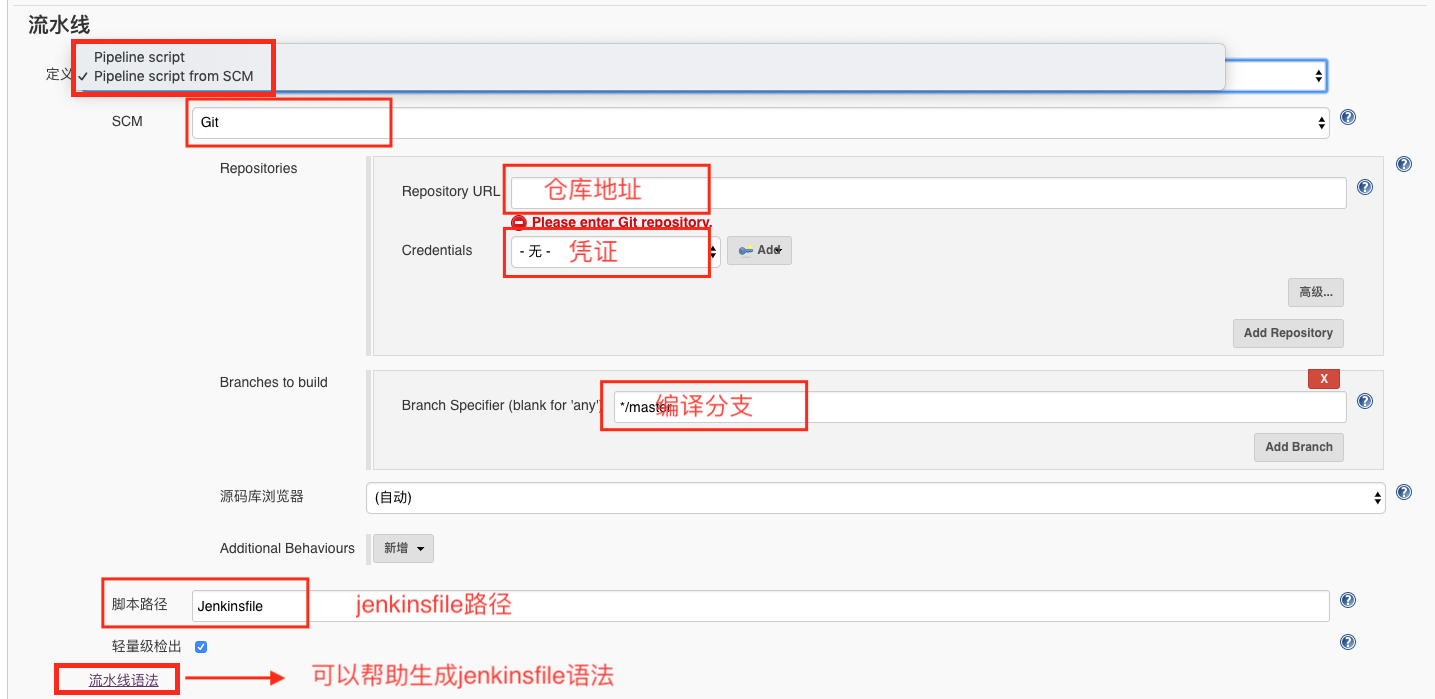 流水线
Pipeline script
定义 ✓ Pipeline script from SCM
SCM Git
Repositories
Repository URL 仓库地址
Please enter Git repository.
Credentials - 无 - 凭证 Add
高级...
Add Repository
Branches to build X
Branch Specifier (blank for 'any') */master 编译分支
Add Branch
源码库浏览器 (自动)
Additional Behaviours 新增
脚本路径 Jenkinsfile jenkinsfile路径
轻量级检出
流水线语法 可以帮助生成jenkinsfile语法